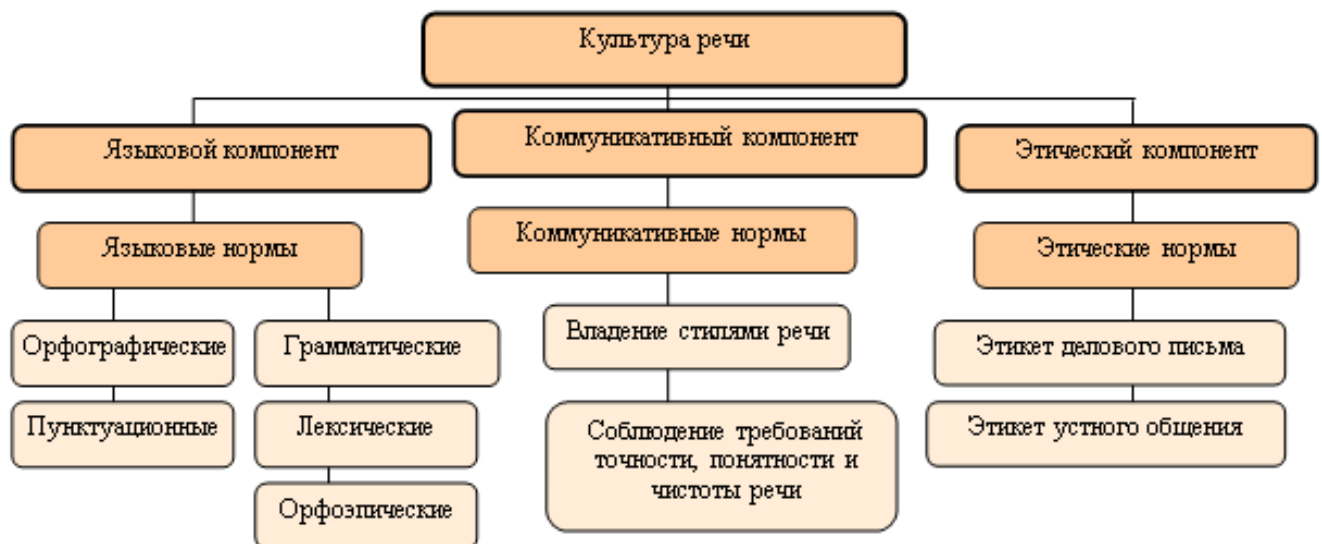 Культура речи
Языковой компонент
Коммуникативный компонент
Этический компонент
Языковые нормы
Коммуникативные нормы
Этические нормы
Орфографические
Грамматические
Владение стилями речи
Этикет делового письма
Пунктуационные
Лексические
Соблюдение требований
точности, понятности и
чистоты речи
Этикет устного общения
Орфоэпические